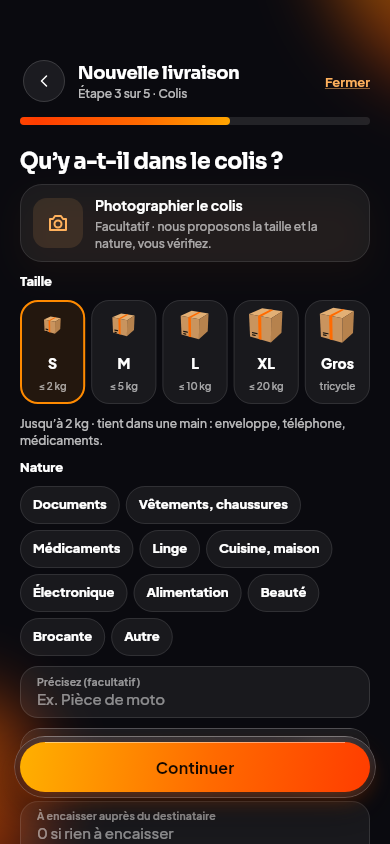 Nouvelle livraison
Étape 3 sur 5 · Colis
Fermer
Qu’y a-t-il dans le colis ?
Photographier le colis
Facultatif · nous proposons la taille et la
nature, vous vérifiez.
Taille
S
M
L
XL
Gros
≤ 2 kg
≤ 5 kg
≤ 10 kg
≤ 20 kg
tricycle
Jusqu’à 2 kg · tient dans une main : enveloppe, téléphone,
médicaments.
Nature
Documents
Vêtements, chaussures
Médicaments
Linge
Cuisine, maison
Électronique
Alimentation
Beauté
Brocante
Autre
Précisez (facultatif)
Ex. Pièce de moto
Continuer
À encaisser auprès du destinataire
0 si rien à encaisser